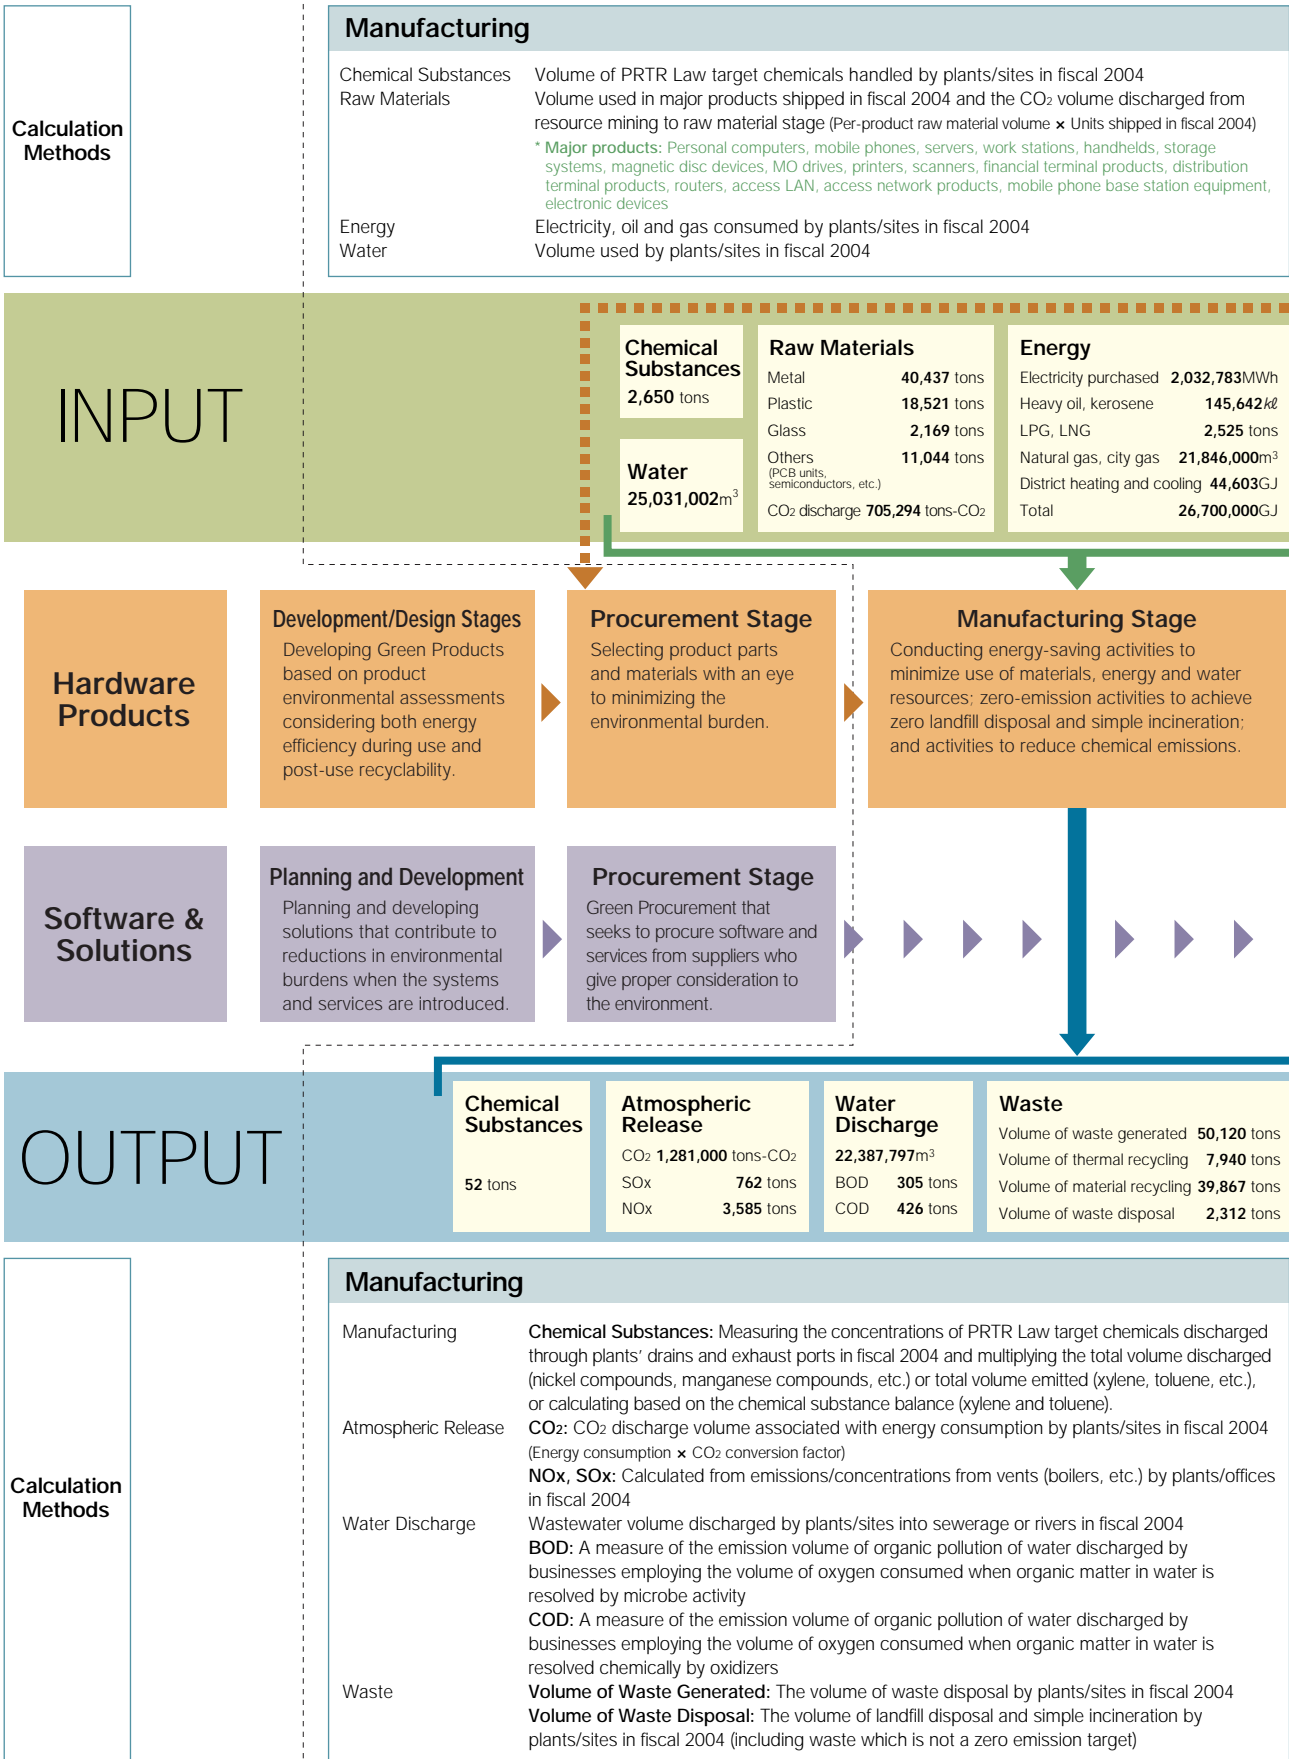 Calculation
Methods
Manufacturing
Chemical Substances Volume of PRTR Law target chemicals handled by plants/sites in fiscal 2004
Raw Materials Volume used in major products shipped in fiscal 2004 and the CO2 volume discharged from
resource mining to raw material stage (Per-product raw material volume × Units shipped in fiscal 2004)
* Major products: Personal computers, mobile phones, servers, work stations, handhelds, storage
systems, magnetic disc devices, MO drives, printers, scanners, financial terminal products, distribution
terminal products, routers, access LAN, access network products, mobile phone base station equipment,
electronic devices
Energy Electricity, oil and gas consumed by plants/sites in fiscal 2004
Water Volume used by plants/sites in fiscal 2004
INPUT
Chemical
Substances
2,650 tons
Water
25,031,002m3
Raw Materials
Metal 40,437 tons
Plastic 18,521 tons
Glass 2,169 tons
Others 11,044 tons
(PCB units,
semiconductors, etc.)
CO2 discharge 705,294 tons-CO2
Energy
Electricity purchased 2,032,783MWh
Heavy oil, kerosene 145,642kℓ
LPG, LNG 2,525 tons
Natural gas, city gas 21,846,000m3
District heating and cooling 44,603GJ
Total 26,700,000GJ
Hardware
Products
Development/Design Stages
Developing Green Products
based on product
environmental assessments
considering both energy
efficiency during use and
post-use recyclability.
Procurement Stage
Selecting product parts
and materials with an eye
to minimizing the
environmental burden.
Manufacturing Stage
Conducting energy-saving activities to
minimize use of materials, energy and water
resources; zero-emission activities to achieve
zero landfill disposal and simple incineration;
and activities to reduce chemical emissions.
Software &
Solutions
Planning and Development
Planning and developing
solutions that contribute to
reductions in environmental
burdens when the systems
and services are introduced.
Procurement Stage
Green Procurement that
seeks to procure software and
services from suppliers who
give proper consideration to
the environment.
OUTPUT
Chemical
Substances
52 tons
Atmospheric
Release
CO2 1,281,000 tons-CO2
SOx 762 tons
NOx 3,585 tons
Water
Discharge
22,387,797m3
BOD 305 tons
COD 426 tons
Waste
Volume of waste generated 50,120 tons
Volume of thermal recycling 7,940 tons
Volume of material recycling 39,867 tons
Volume of waste disposal 2,312 tons
Calculation
Methods
Manufacturing
Manufacturing Chemical Substances: Measuring the concentrations of PRTR Law target chemicals discharged
through plants' drains and exhaust ports in fiscal 2004 and multiplying the total volume discharged
(nickel compounds, manganese compounds, etc.) or total volume emitted (xylene, toluene, etc.),
or calculating based on the chemical substance balance (xylene and toluene).
Atmospheric Release CO2: CO2 discharge volume associated with energy consumption by plants/sites in fiscal 2004
(Energy consumption × CO2 conversion factor)
NOx, SOx: Calculated from emissions/concentrations from vents (boilers, etc.) by plants/offices
in fiscal 2004
Water Discharge Wastewater volume discharged by plants/sites into sewerage or rivers in fiscal 2004
BOD: A measure of the emission volume of organic pollution of water discharged by
businesses employing the volume of oxygen consumed when organic matter in water is
resolved by microbe activity
COD: A measure of the emission volume of organic pollution of water discharged by
businesses employing the volume of oxygen consumed when organic matter in water is
resolved chemically by oxidizers
Waste Volume of Waste Generated: The volume of waste disposal by plants/sites in fiscal 2004
Volume of Waste Disposal: The volume of landfill disposal and simple incineration by
plants/sites in fiscal 2004 (including waste which is not a zero emission target)